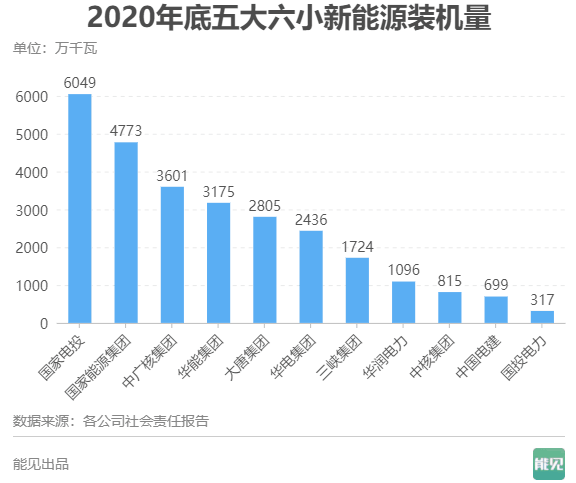 2020年底五大六小新能源装机量
单位：万千瓦
6049
4773
3601
3175
2805
2436
1724
1096
815
699
317
6000
5000
4000
3000
2000
1000
0
国家电投
国家能源集团
中广核集团
华能集团
大唐集团
华电集团
三峡集团
华润电力
中核集团
中国电建
国投电力
数据来源：各公司社会责任报告
能见出品
能见